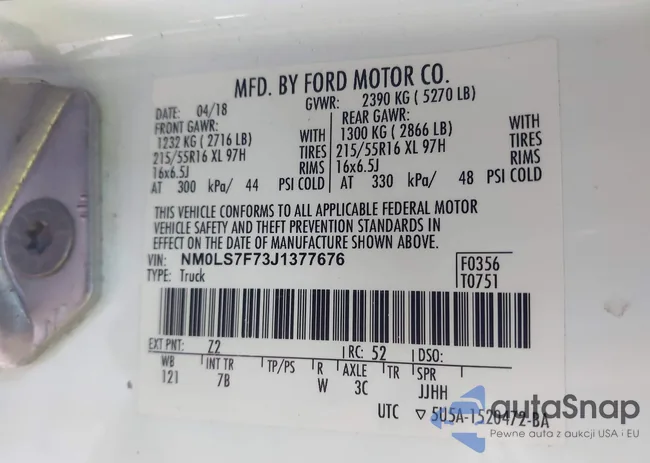 MFD. BY FORD MOTOR CO.
DATE: 04/18 GVWR: 2390 KG ( 5270 LB)
FRONT GAWR: REAR GAWR:
1232 KG ( 2716 LB) WITH 1300 KG ( 2866 LB) WITH
215/55R16 XL 97H TIRES 215/55R16 XL 97H TIRES
16x6.5J RIMS 16x6.5J RIMS
AT 300 kPa/ 44 PSI COLD AT 330 kPa/ 48 PSI COLD
THIS VEHICLE CONFORMS TO ALL APPLICABLE FEDERAL MOTOR
VEHICLE SAFETY AND THEFT PREVENTION STANDARDS IN
EFFECT ON THE DATE OF MANUFACTURE SHOWN ABOVE.
VIN: NM0LS7F73J1377676 F0356
TYPE: Truck T0751
EXT PNT: Z2 RC: 52 DSO:
WB INT TR TP/PS R AXLE TR SPR
121 7B W 3C JJHH
UTC ▽ 5U5A-1520472-BA
autaSnap
Pewne auta z aukcji USA i EU